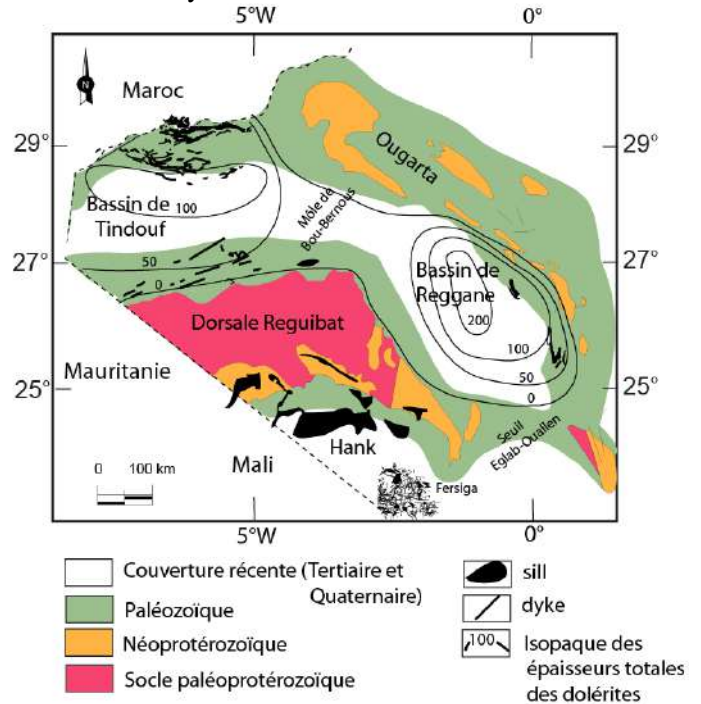 5°W
0°
N
Maroc
29°
29°
Ougarta
Bassin de
Tindouf
100
Môle de
Bou-Bernous
27°
50
0
27°
Bassin de
Reggane
200
100
50
0
Dorsale Reguibat
Mauritanie
25°
25°
Seuil
Eglab-Ouallen
0 100 km
Mali
Hank
Fersiga
5°W
0°
Couverture récente (Tertiaire et
Quaternaire)
Paléozoïque
Néoprotérozoïque
Socle paléoprotérozoïque
sill
dyke
100
Isopaque des
épaisseurs totales
des dolérites